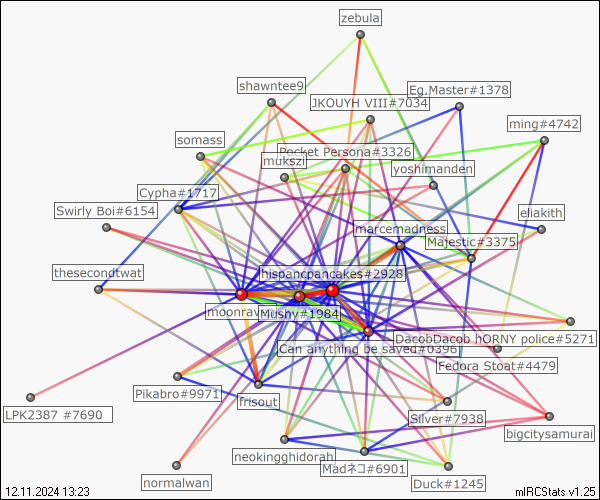 zebula
shawntee9
Eg.Master#1378
JKOUYH VIII#7034
ming#4742
somass
Pocket Persona#3326
mukszi
yoshimanden
Cypha#1717
Swirly Boi#6154
eliakith
marcemadness
Majestic#3375
thesecondtwat
hispancpancakes#2928
moonrav
Mushy#1984
DacobDacob hORNY police#5271
Can anything be saved#0396
Fedora Stoat#4479
Pikabro#9971
frisout
LPK2387 #7690
Silver#7938
bigcitysamurai
neokingghidorah
Madネコ#6901
normalwan
Duck#1245
12.11.2024 13:23
mIRCStats v1.25